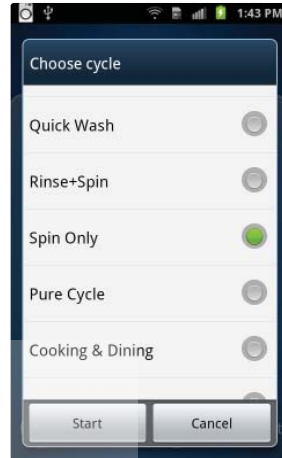 1:43 PM
Choose cycle
Quick Wash
Rinse+Spin
Spin Only
Pure Cycle
Cooking & Dining
Start Cancel